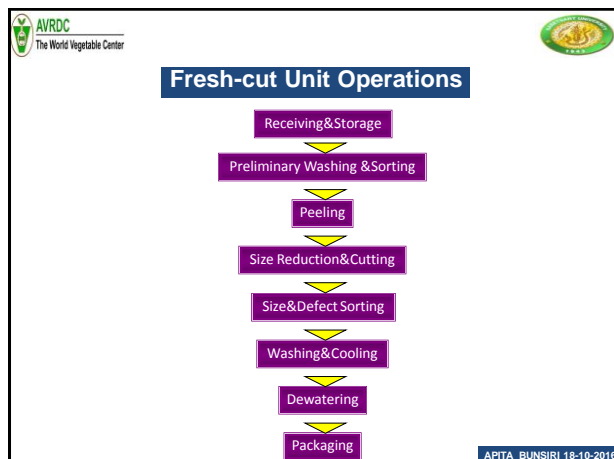 AVRDC
The World Vegetable Center
Fresh-cut Unit Operations
Receiving&Storage
Preliminary Washing &Sorting
Peeling
Size Reduction&Cutting
Size&Defect Sorting
Washing&Cooling
Dewatering
Packaging
APITA BUNSIRI 18-10-2016